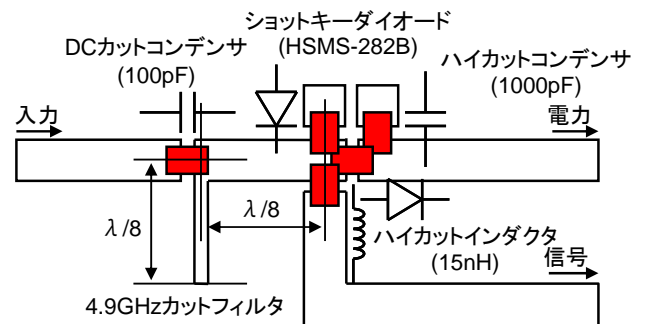 ショットキーダイオード
(HSMS-282B)
DCカットコンデンサ
(100pF)
ハイカットコンデンサ
(1000pF)
入力
電力
λ/8
λ/8
ハイカットインダクタ
(15nH)
信号
4.9GHzカットフィルタ